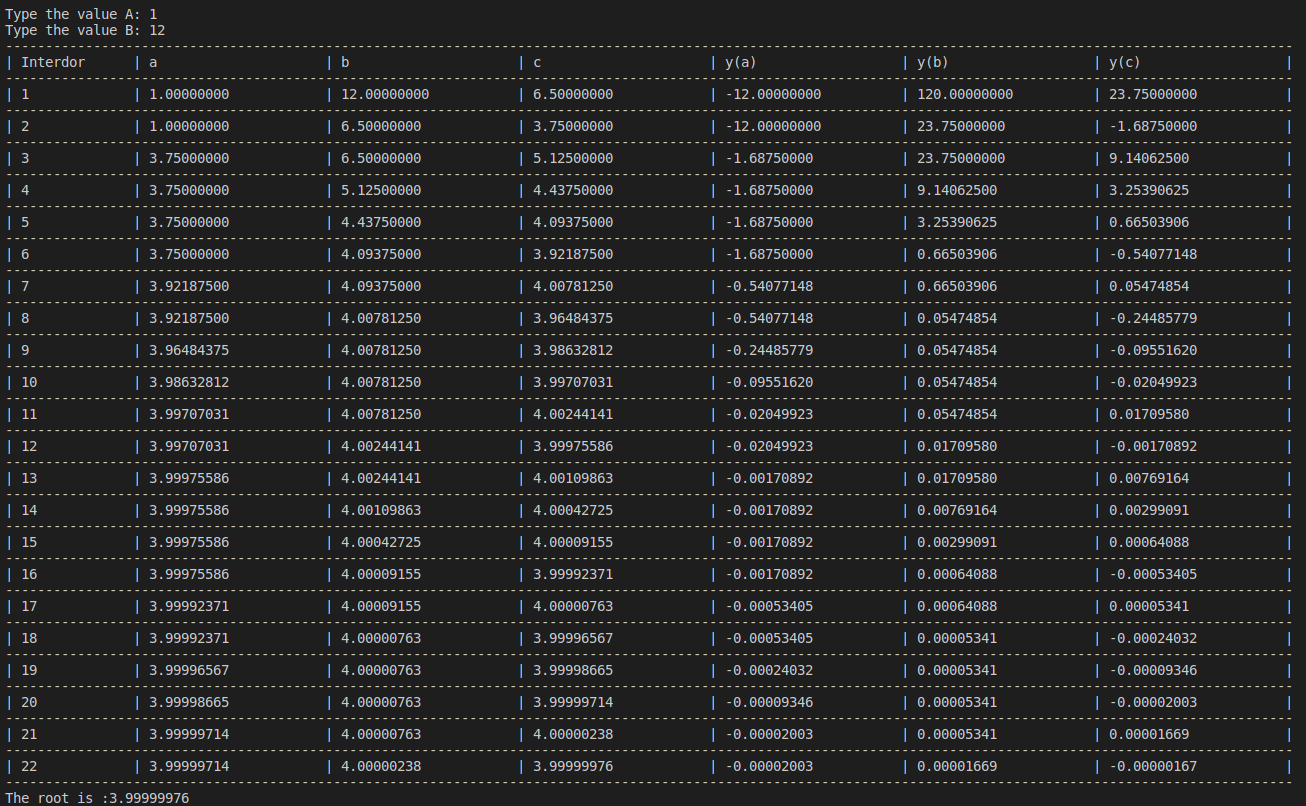 Type the value A: 1
Type the value B: 12
---------------------------------------------------------------------------------------------------------------------------------------------------------------
| Interdor | a | b | c | y(a) | y(b) | y(c) |
| 1 | 1.00000000 | 12.00000000 | 6.50000000 | -12.00000000 | 120.00000000 | 23.75000000 |
| 2 | 1.00000000 | 6.50000000 | 3.75000000 | -12.00000000 | 23.75000000 | -1.68750000 |
| 3 | 3.75000000 | 6.50000000 | 5.12500000 | -1.68750000 | 23.75000000 | 9.14062500 |
| 4 | 3.75000000 | 5.12500000 | 4.43750000 | -1.68750000 | 9.14062500 | 3.25390625 |
| 5 | 3.75000000 | 4.43750000 | 4.09375000 | -1.68750000 | 3.25390625 | 0.66503906 |
| 6 | 3.75000000 | 4.09375000 | 3.92187500 | -1.68750000 | 0.66503906 | -0.54077148 |
| 7 | 3.92187500 | 4.09375000 | 4.00781250 | -0.54077148 | 0.66503906 | 0.05474854 |
| 8 | 3.92187500 | 4.00781250 | 3.96484375 | -0.54077148 | 0.05474854 | -0.24485779 |
| 9 | 3.96484375 | 4.00781250 | 3.98632812 | -0.24485779 | 0.05474854 | -0.09551620 |
| 10 | 3.98632812 | 4.00781250 | 3.99707031 | -0.09551620 | 0.05474854 | -0.02049923 |
| 11 | 3.99707031 | 4.00781250 | 4.00244141 | -0.02049923 | 0.05474854 | 0.01709580 |
| 12 | 3.99707031 | 4.00244141 | 3.99975586 | -0.02049923 | 0.01709580 | -0.00170892 |
| 13 | 3.99975586 | 4.00244141 | 4.00109863 | -0.00170892 | 0.01709580 | 0.00769164 |
| 14 | 3.99975586 | 4.00109863 | 4.00042725 | -0.00170892 | 0.00769164 | 0.00299091 |
| 15 | 3.99975586 | 4.00042725 | 4.00009155 | -0.00170892 | 0.00299091 | 0.00064088 |
| 16 | 3.99975586 | 4.00009155 | 3.99992371 | -0.00170892 | 0.00064088 | -0.00053405 |
| 17 | 3.99992371 | 4.00009155 | 4.00000763 | -0.00053405 | 0.00064088 | 0.00005341 |
| 18 | 3.99992371 | 4.00000763 | 3.99996567 | -0.00053405 | 0.00005341 | -0.00024032 |
| 19 | 3.99996567 | 4.00000763 | 3.99998665 | -0.00024032 | 0.00005341 | -0.00009346 |
| 20 | 3.99998665 | 4.00000763 | 3.99999714 | -0.00009346 | 0.00005341 | -0.00002003 |
| 21 | 3.99999714 | 4.00000763 | 4.00000238 | -0.00002003 | 0.00005341 | 0.00001669 |
| 22 | 3.99999714 | 4.00000238 | 3.99999976 | -0.00002003 | 0.00001669 | -0.00000167 |
The root is :3.99999976